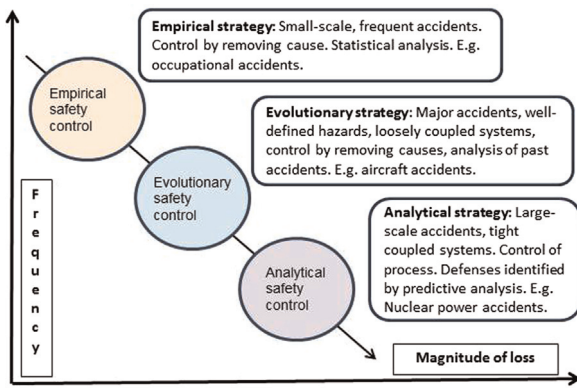 Empirical strategy: Small-scale, frequent accidents.
Control by removing cause. Statistical analysis. E.g.
occupational accidents.
Empirical
safety
control
Evolutionary strategy: Major accidents, well-
defined hazards, loosely coupled systems,
control by removing causes, analysis of past
accidents. E.g. aircraft accidents.
Evolutionary
safety
control
Analytical strategy: Large-
scale accidents, tight
coupled systems. Control of
process. Defenses identified
by predictive analysis. E.g.
Nuclear power accidents.
Analytical
safety
control
F
r
e
q
u
e
n
c
y
Magnitude of loss